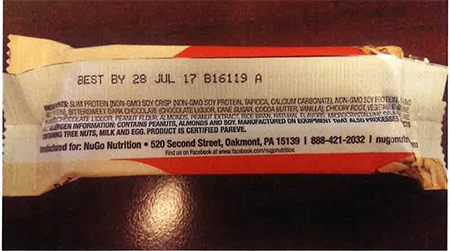 BEST BY 28 JUL 17 B16119 A
SLIM PROTEIN (NON-GMO SOY CRISP (NON-GMO SOY PROTEIN, TAPIOCA, CALCIUM CARBONATE), NON-GMO SOY
BITTERSWEET DARK CHOCOLATE (CHOCOLATE LIQUOR, CANE SUGAR, COCOA BUTTER, VANILLA), CHICORY ROOT,
CHOCOLATE LIQUOR, PEANUT FLOUR, ALMONDS, PEANUT EXTRACT, RICE BRAN, NATURAL FLAVORS, MICROCRYSTALLINE
ALLERGEN INFORMATION: CONTAINS PEANUTS, ALMONDS AND SOY. MANUFACTURED ON EQUIPMENT THAT ALSO PROCESSES
TREE NUTS, MILK AND EGG. PRODUCT IS CERTIFIED PAREVE.
for: NuGo Nutrition • 520 Second Street, Oakmont, PA 15139 | 888-421-2032 /
Find us on Facebook at www.facebook.com/nugonutrition